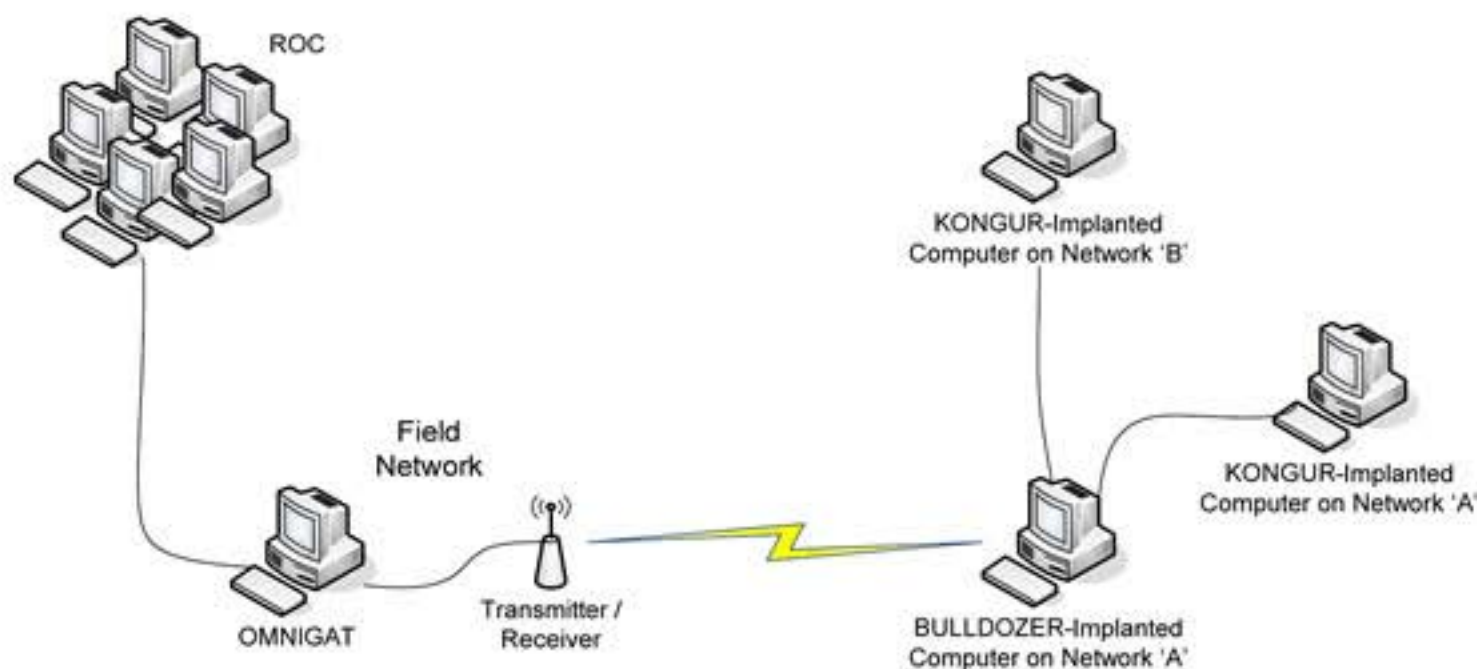 ROC
KONGUR-Implanted
Computer on Network ‘B’
KONGUR-Implanted
Computer on Network ‘A’
Field
Network
OMNIGAT
Transmitter /
Receiver
BULLDOZER-Implanted
Computer on Network ‘A’